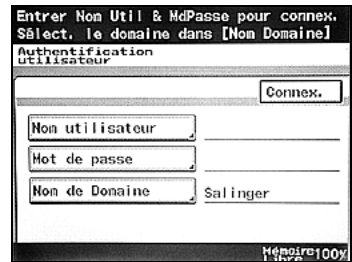 Entrer Nom Util & MdPasse pour connex.
Sélect. le domaine dans [Nom Domaine]
Authentification
utilisateur
Connex.
Nom utilisateur
Mot de passe
Nom de Domaine Salinger
Mémoire
Libre 100%